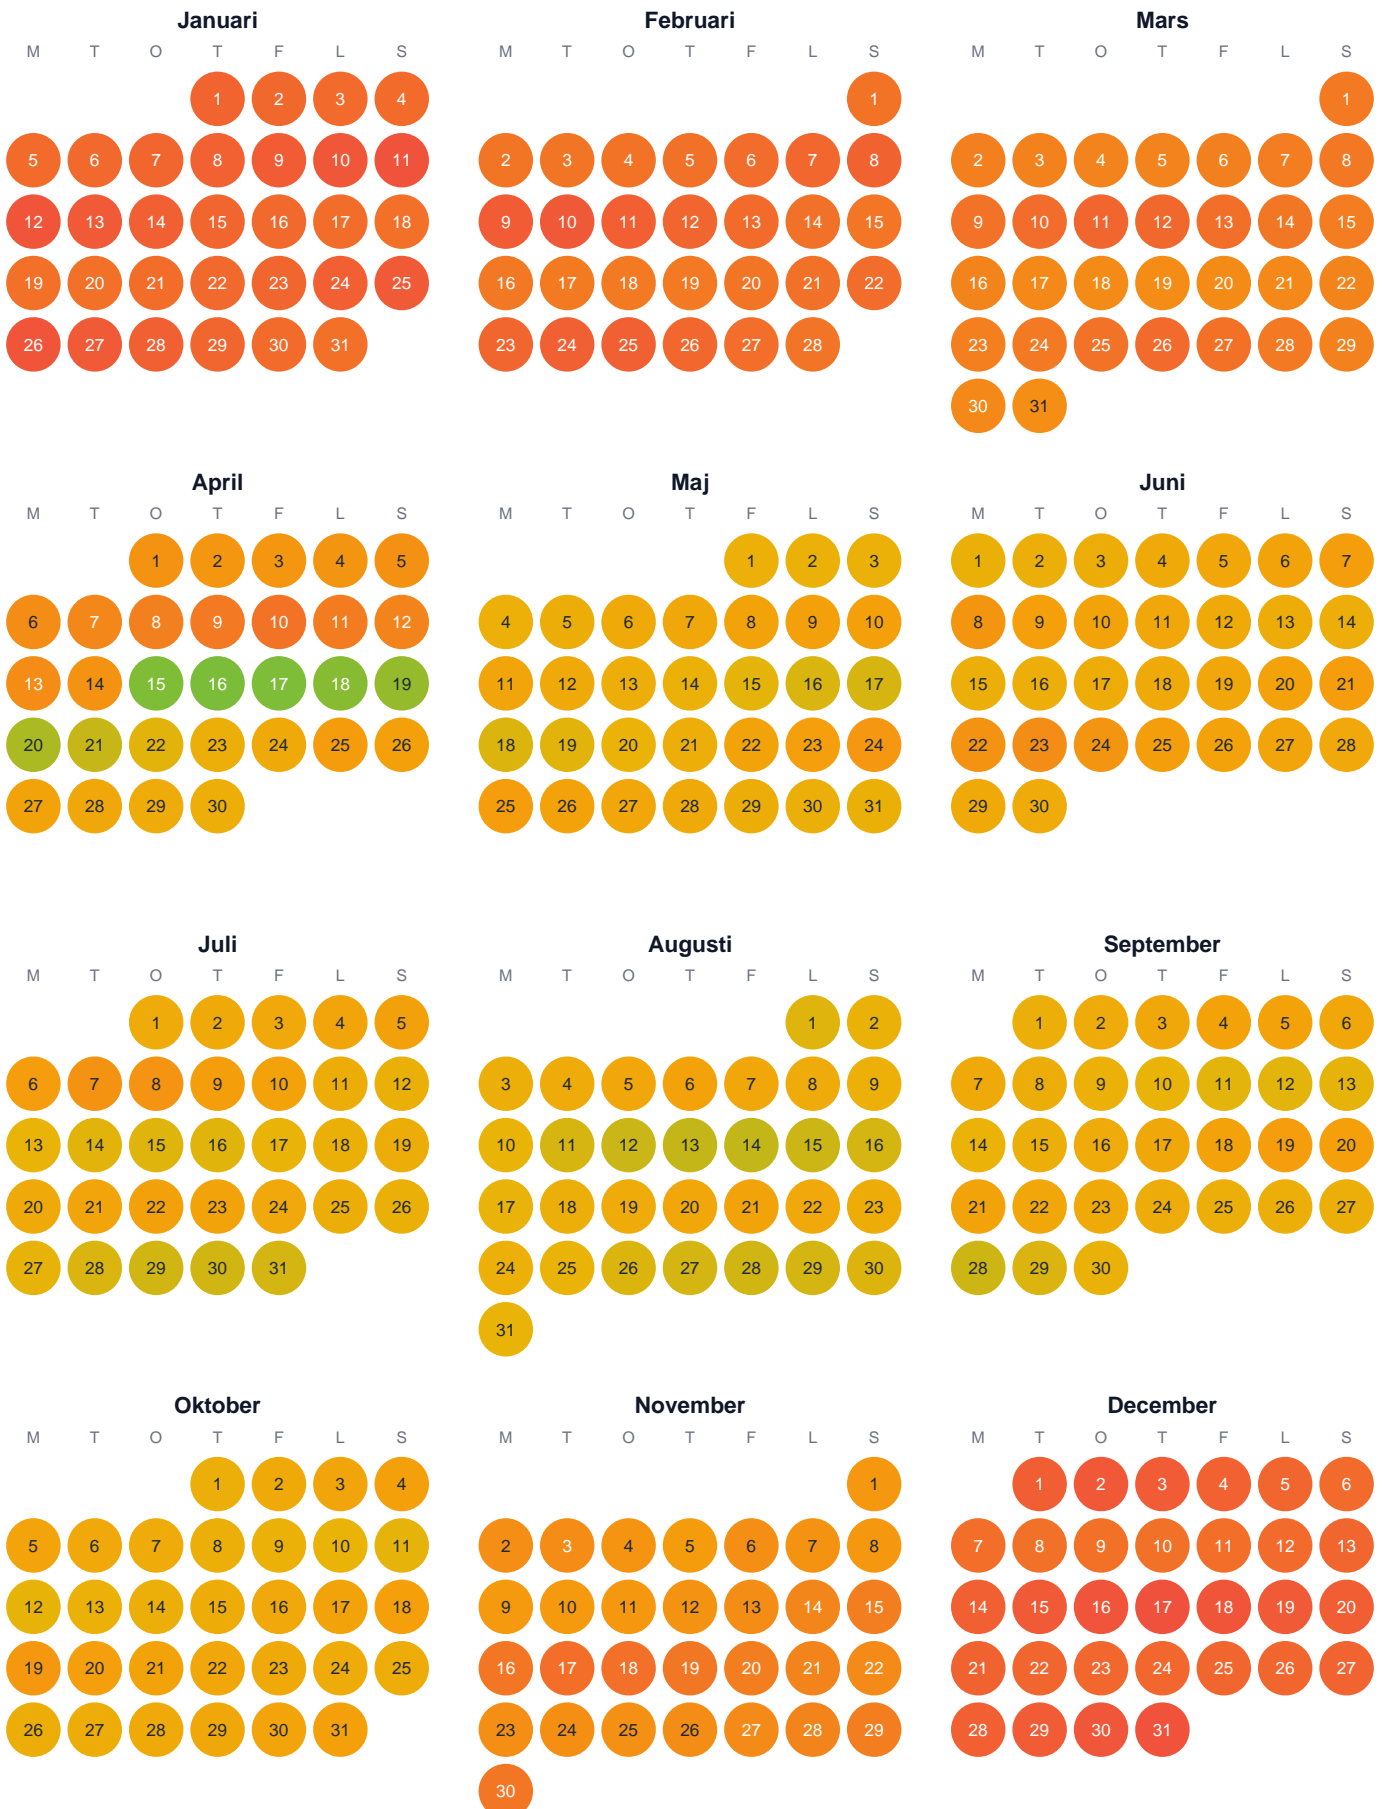 Januari Februari Mars
M T O T F L S M T O T F L S M T O T F L S
1 2 3 4 1 1
5 6 7 8 9 10 11 2 3 4 5 6 7 8 2 3 4 5 6 7 8
12 13 14 15 16 17 18 9 10 11 12 13 14 15 9 10 11 12 13 14 15
19 20 21 22 23 24 25 16 17 18 19 20 21 22 16 17 18 19 20 21 22
26 27 28 29 30 31 23 24 25 26 27 28 23 24 25 26 27 28 29
30 31
April Maj Juni
M T O T F L S M T O T F L S M T O T F L S
1 2 3 4 5 1 2 3 1 2 3 4 5 6 7
6 7 8 9 10 11 12 4 5 6 7 8 9 10 8 9 10 11 12 13 14
13 14 15 16 17 18 19 11 12 13 14 15 16 17 15 16 17 18 19 20 21
20 21 22 23 24 25 26 18 19 20 21 22 23 24 22 23 24 25 26 27 28
27 28 29 30 25 26 27 28 29 30 31 29 30
Juli Augusti September
M T O T F L S M T O T F L S M T O T F L S
1 2 3 4 5 1 2 1 2 3 4 5 6
6 7 8 9 10 11 12 3 4 5 6 7 8 9 7 8 9 10 11 12 13
13 14 15 16 17 18 19 10 11 12 13 14 15 16 14 15 16 17 18 19 20
20 21 22 23 24 25 26 17 18 19 20 21 22 23 21 22 23 24 25 26 27
27 28 29 30 31 24 25 26 27 28 29 30 28 29 30
31
Oktober November December
M T O T F L S M T O T F L S M T O T F L S
1 2 3 4 1 1 2 3 4 5 6
5 6 7 8 9 10 11 2 3 4 5 6 7 8 7 8 9 10 11 12 13
12 13 14 15 16 17 18 9 10 11 12 13 14 15 14 15 16 17 18 19 20
19 20 21 22 23 24 25 16 17 18 19 20 21 22 21 22 23 24 25 26 27
26 27 28 29 30 31 23 24 25 26 27 28 29 28 29 30 31
30